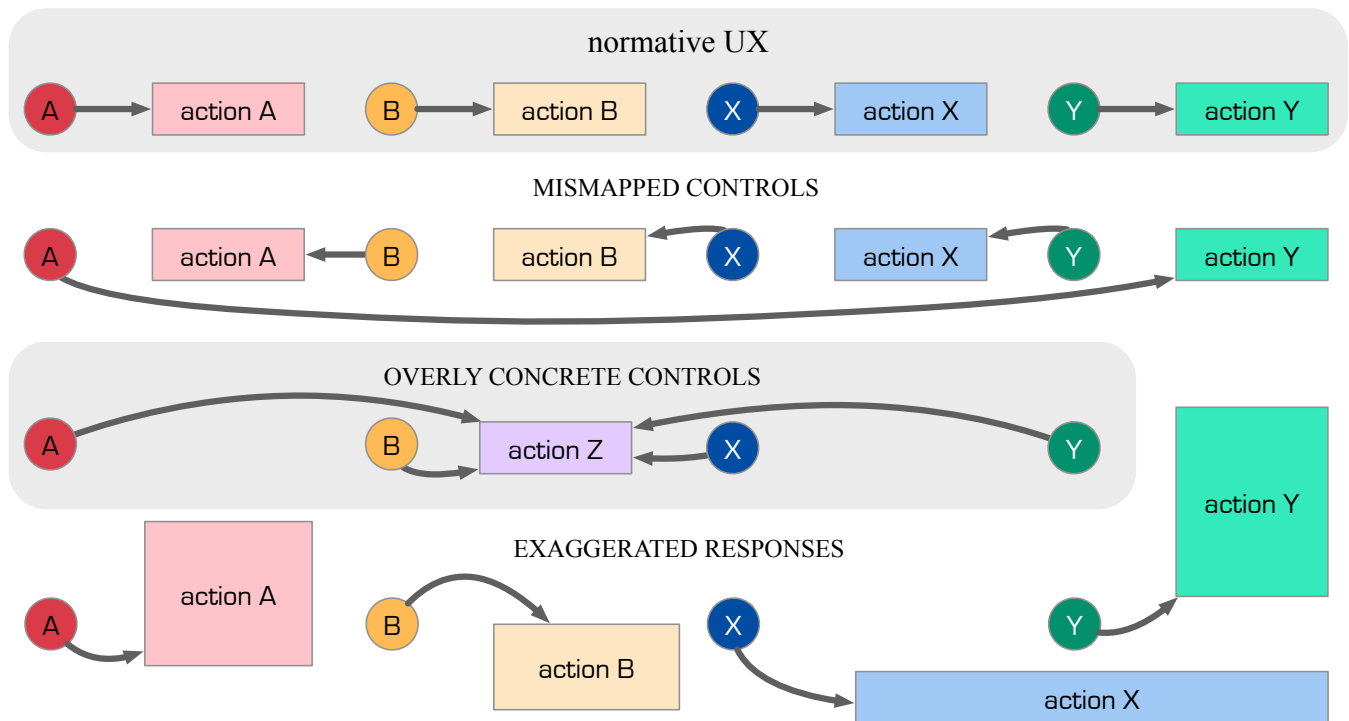 normative UX
A action A B action B X action X Y action Y
MISMAPPED CONTROLS
A action A B action B X action X Y action Y
OVERLY CONCRETE CONTROLS
A B action Z X Y
action Y
EXAGGERATED RESPONSES
action A
A B X Y
action B
action X